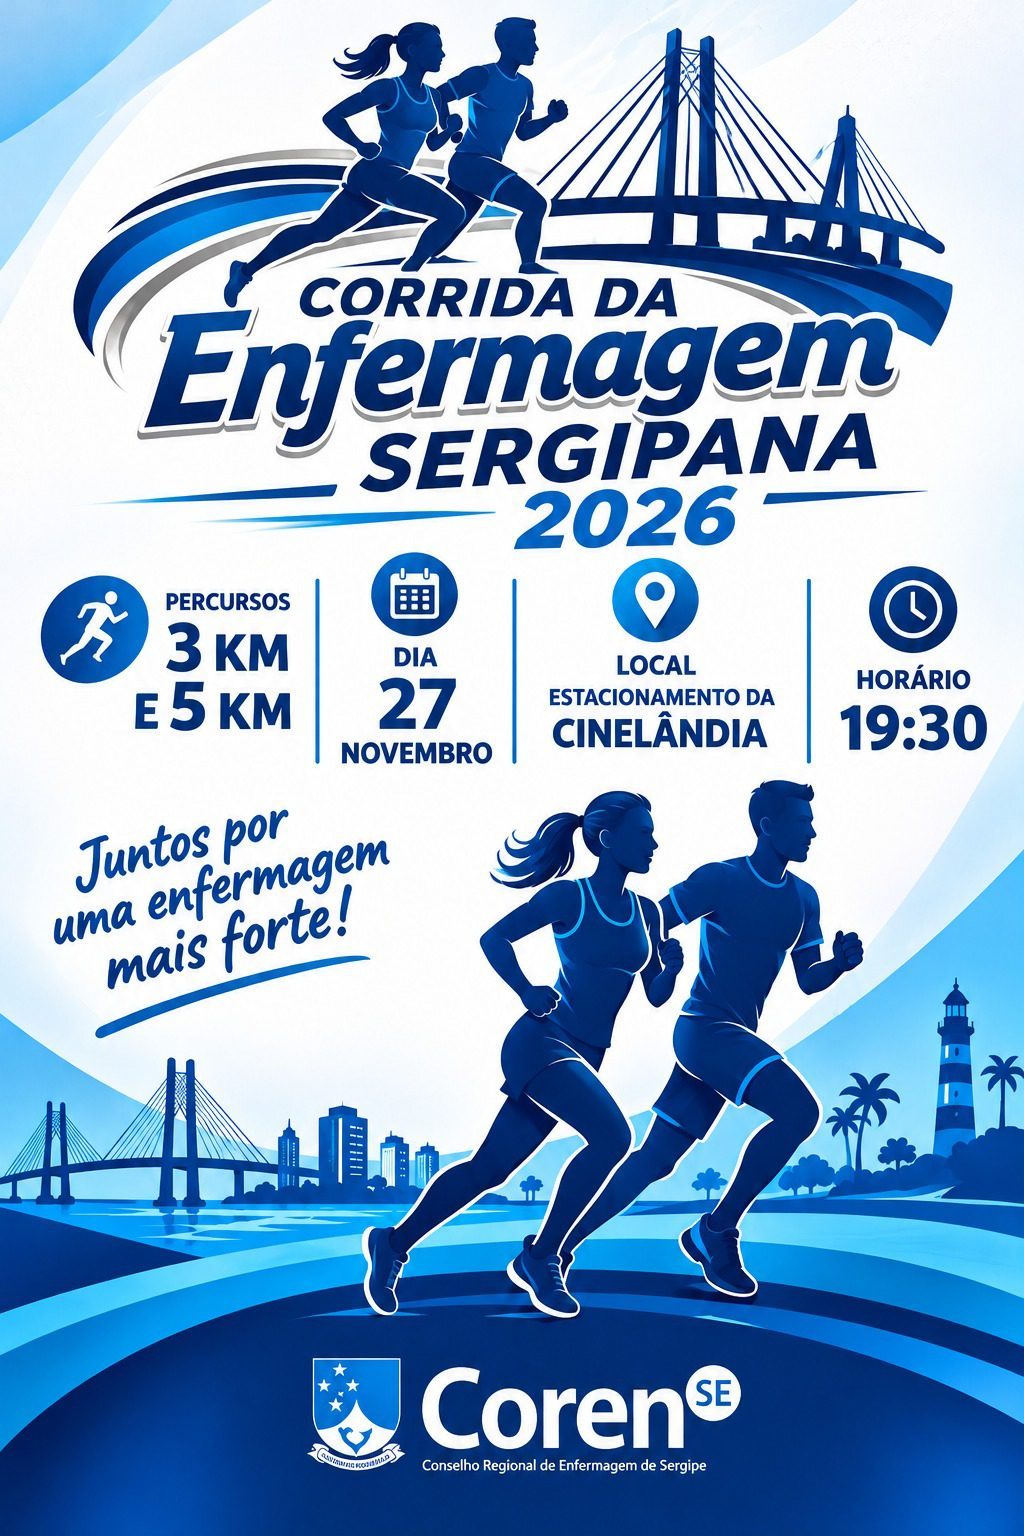 CORRIDA DA
Enfermagem
SERGIPANA
2026
PERCURSOS
3 KM
E 5 KM
DIA
27
NOVEMBRO
LOCAL
ESTACIONAMENTO DA
CINELÂNDIA
HORÁRIO
19:30
Juntos por
uma enfermagem
mais forte!
Coren SE
Conselho Regional de Enfermagem de Sergipe